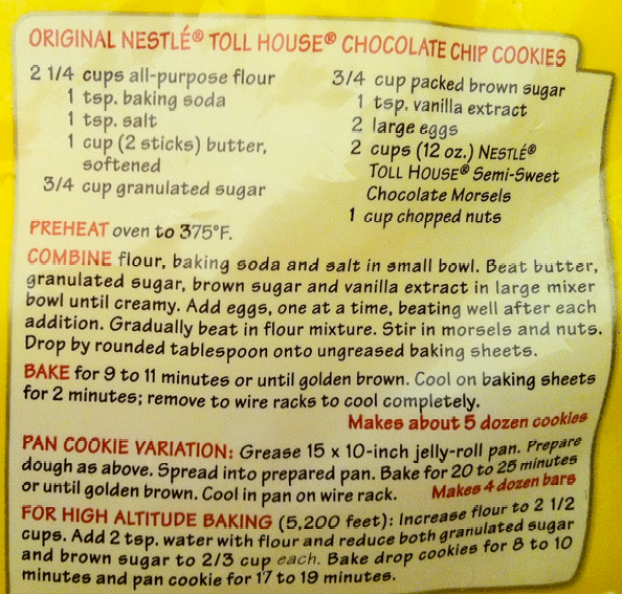 ORIGINAL NESTLÉ® TOLL HOUSE® CHOCOLATE CHIP COOKIES
2 1/4 cups all-purpose flour
1 tsp. baking soda
1 tsp. salt
1 cup (2 sticks) butter,
softened
3/4 cup granulated sugar
3/4 cup packed brown sugar
1 tsp. vanilla extract
2 large eggs
2 cups (12 oz.) NESTLÉ®
TOLL HOUSE® Semi-Sweet
Chocolate Morsels
1 cup chopped nuts
PREHEAT oven to 375°F.
COMBINE flour, baking soda and salt in small bowl. Beat butter,
granulated sugar, brown sugar and vanilla extract in large mixer
bowl until creamy. Add eggs, one at a time, beating well after each
addition. Gradually beat in flour mixture. Stir in morsels and nuts.
Drop by rounded tablespoon onto ungreased baking sheets.
BAKE for 9 to 11 minutes or until golden brown. Cool on baking sheets
for 2 minutes; remove to wire racks to cool completely.
Makes about 5 dozen cookies
PAN COOKIE VARIATION: Grease 15 x 10-inch jelly-roll pan. Prepare
dough as above. Spread into prepared pan. Bake for 20 to 25 minutes
or until golden brown. Cool in pan on wire rack. Makes 4 dozen bars
FOR HIGH ALTITUDE BAKING (5,200 feet): Increase flour to 2 1/2
cups. Add 2 tsp. water with flour and reduce both granulated sugar
and brown sugar to 2/3 cup each. Bake drop cookies for 8 to 10
minutes and pan cookie for 17 to 19 minutes.